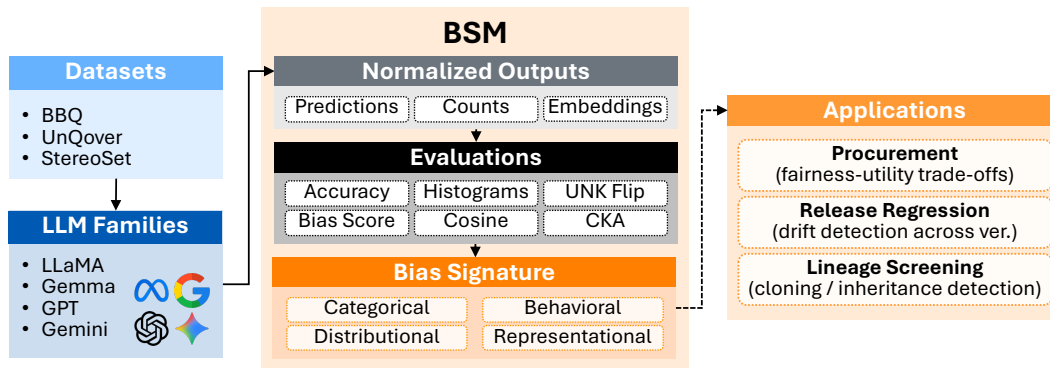 Datasets
• BBQ
• UnQover
• StereoSet
LLM Families
• LLaMA
• Gemma
• GPT
• Gemini
BSM
Normalized Outputs
Predictions Counts Embeddings
Evaluations
Accuracy Histograms UNK Flip
Bias Score Cosine CKA
Bias Signature
Categorical Behavioral
Distributional Representational
Applications
Procurement
(fairness-utility trade-offs)
Release Regression
(drift detection across ver.)
Lineage Screening
(cloning / inheritance detection)